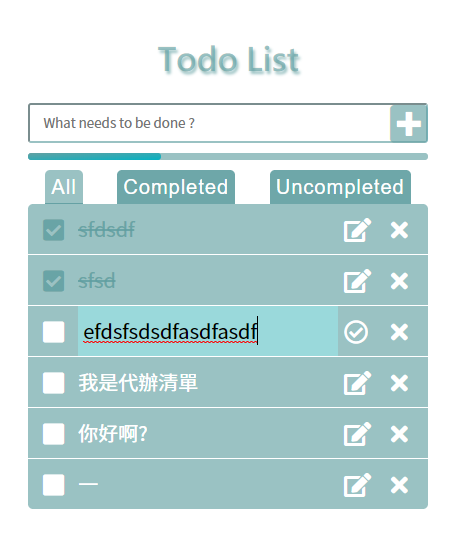 Todo List
What needs to be done ?
All Completed Uncompleted
sfdsdf
sfsd
efdsfsdsdfasdfasdf
我是代辦清單
你好啊?
一